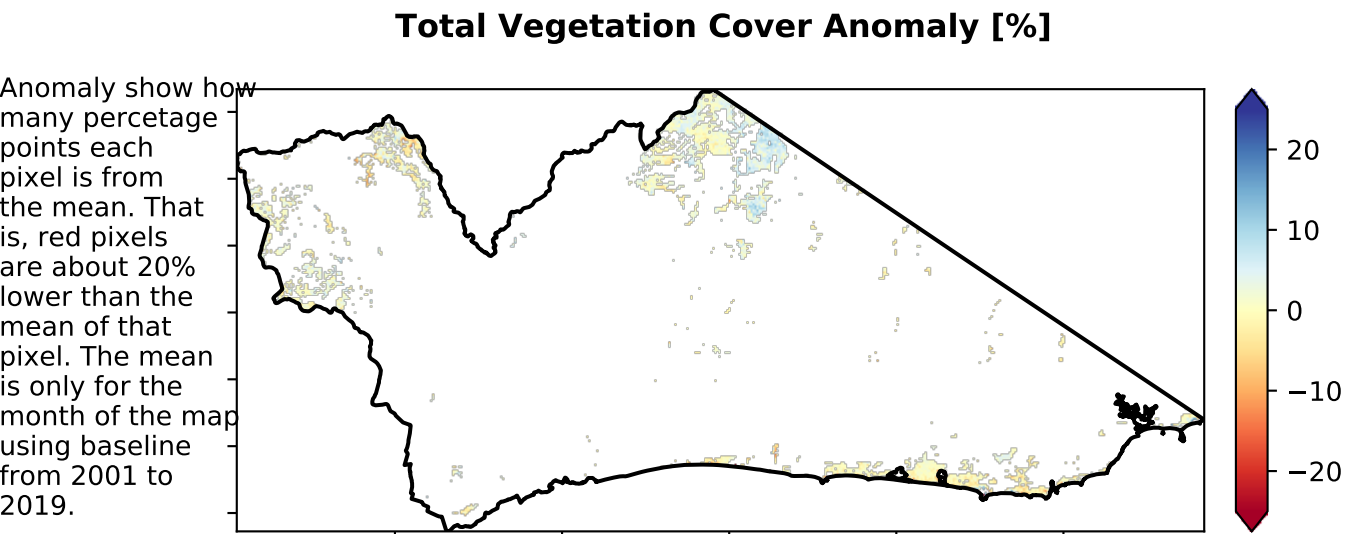 Total Vegetation Cover Anomaly [%]
Anomaly show how
many percetage
points each
pixel is from
the mean. That
is, red pixels
are about 20%
lower than the
mean of that
pixel. The mean
is only for the
month of the map
using baseline
from 2001 to
2019.
20
10
0
−10
−20